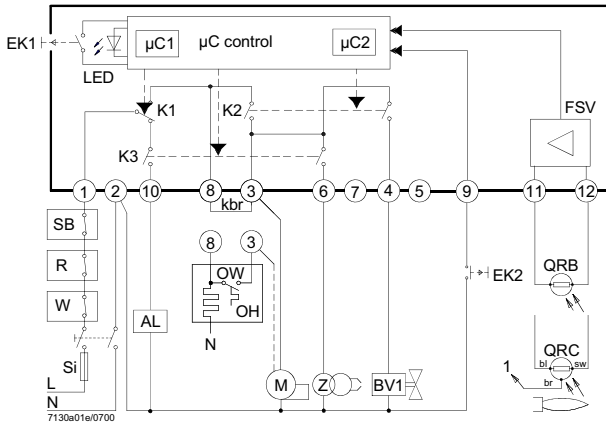 EK1
LED
µC1
µC control
µC2
FSV
K1
K2
K3
1 2 10 8 3 6 7 4 5 9 11 12
kbr
SB
R
W
Si
L
N
7130a01e/0700
AL
8 3
OW
OH
N
M
Z
BV1
EK2
QRB
QRC
bl sw
br
1